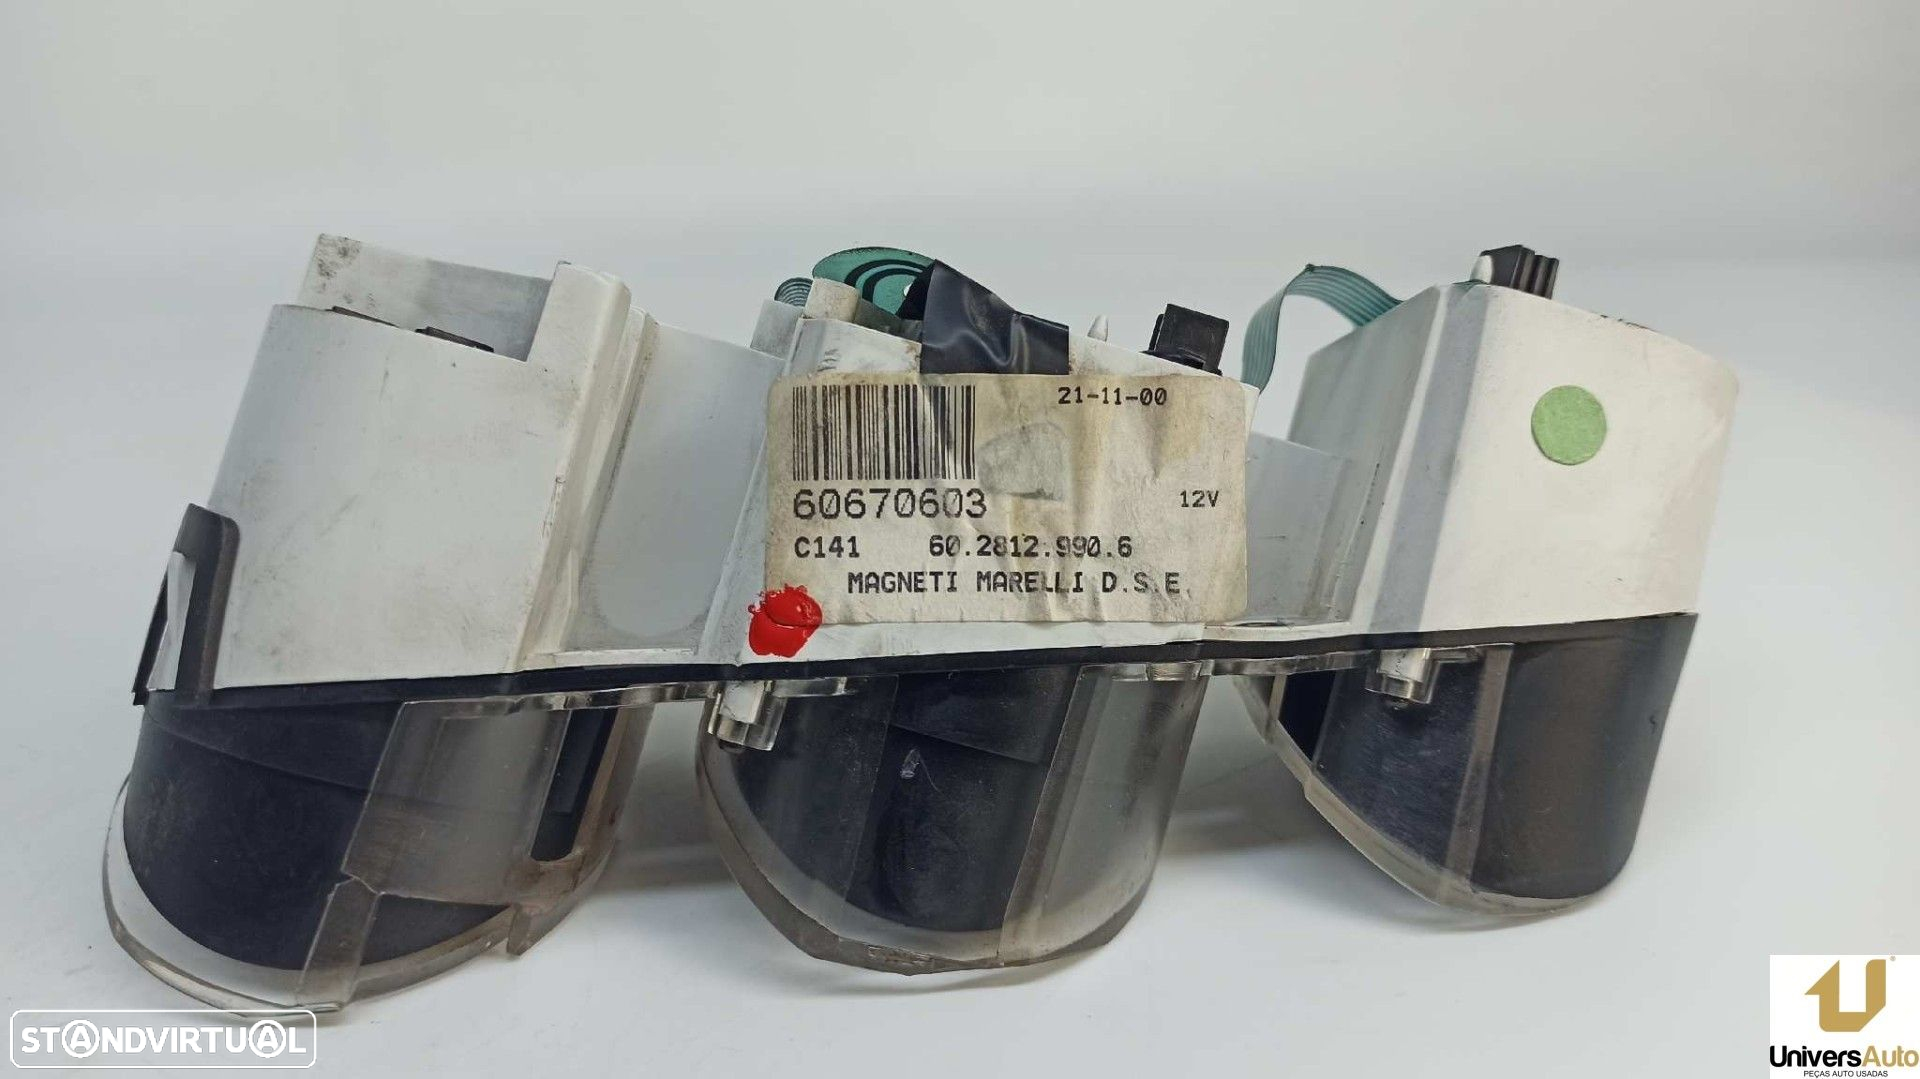 21-11-00
60670603
12V
C141 60.2812.990.6
MAGNETI MARELLI D.S.E.
STANDVIRTUAL
UniversAuto
PEÇAS AUTO USADAS